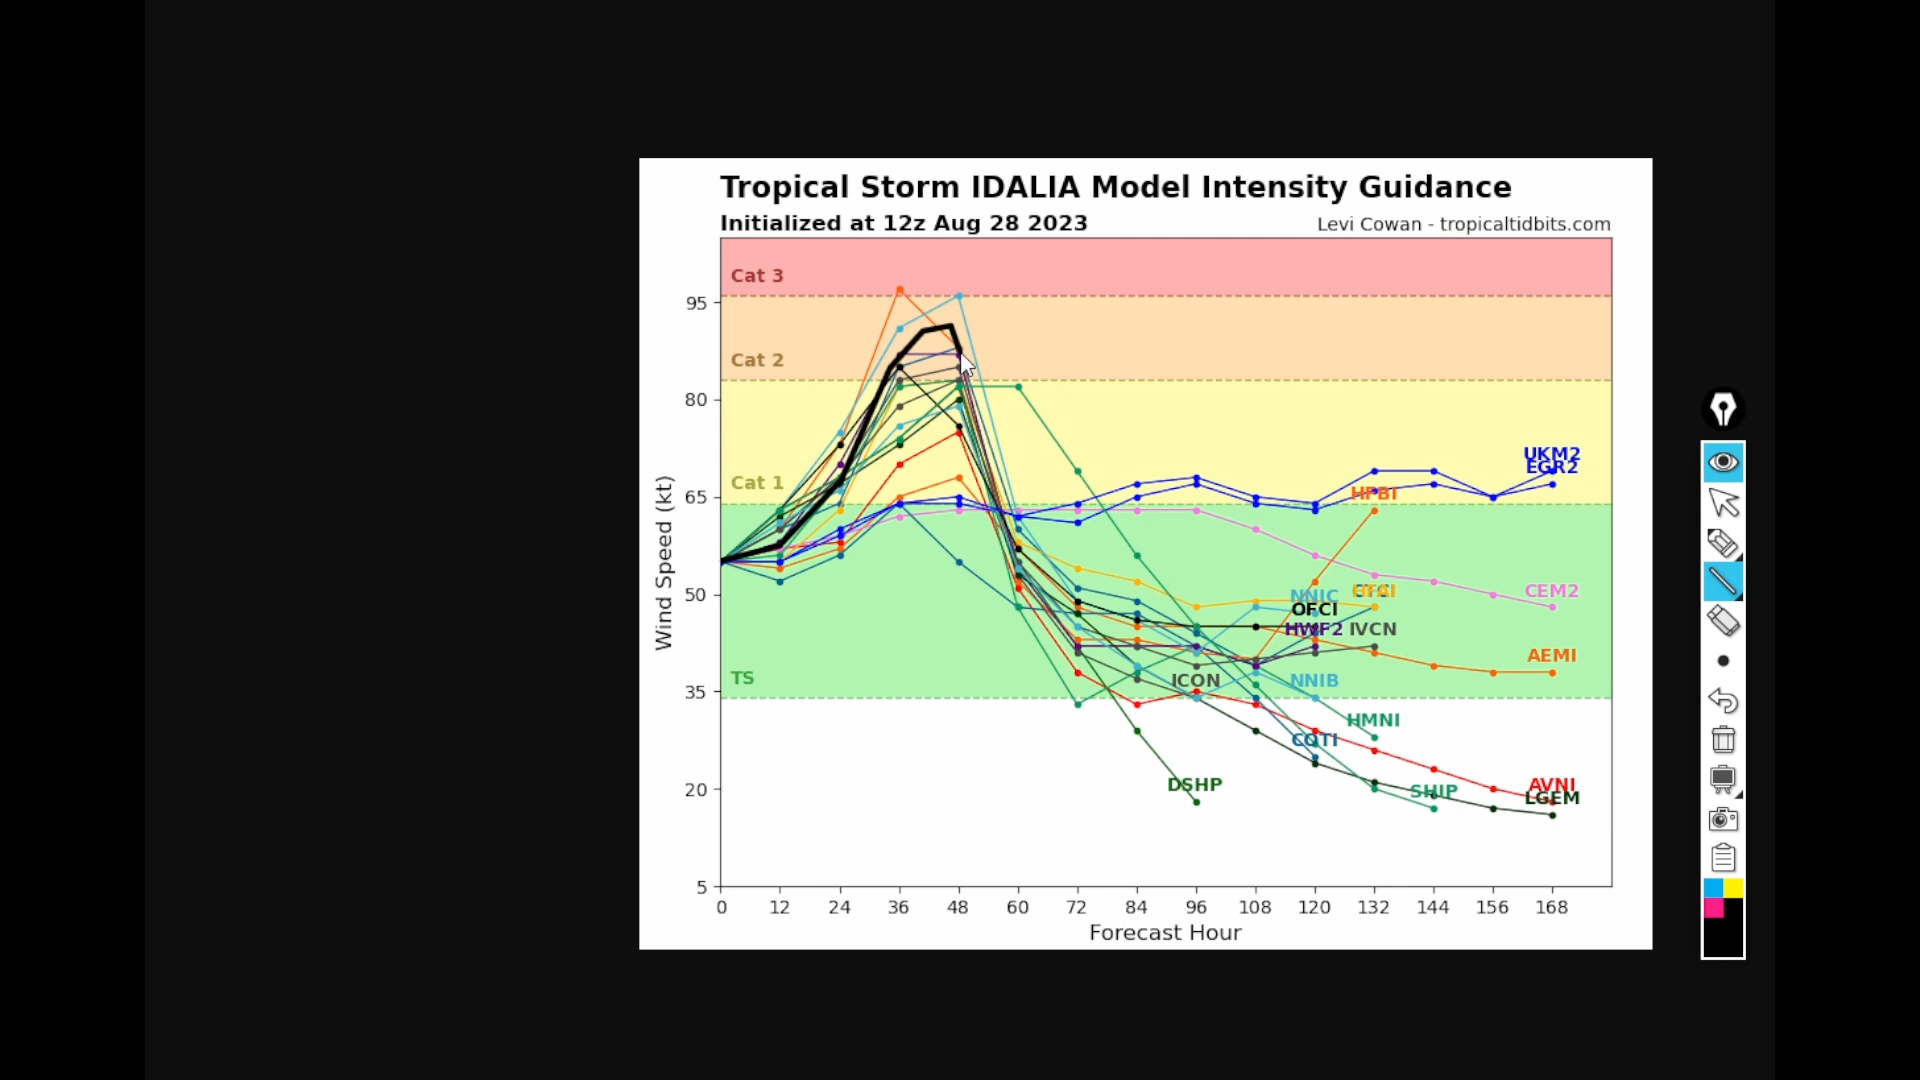 Tropical Storm IDALIA Model Intensity Guidance
Initialized at 12z Aug 28 2023
Levi Cowan - tropicaltidbits.com
Cat 3
95
Cat 2
80
UKM2
EGR2
Cat 1
65
HFBI
Wind Speed (kt)
50
NNIC
HFAI
CEM2
OFCI
HWF2 IVCN
AEMI
TS
ICON
NNIB
35
HMNI
COTI
DSHP
SHIP
AVNI
LGEM
20
5
0 12 24 36 48 60 72 84 96 108 120 132 144 156 168
Forecast Hour